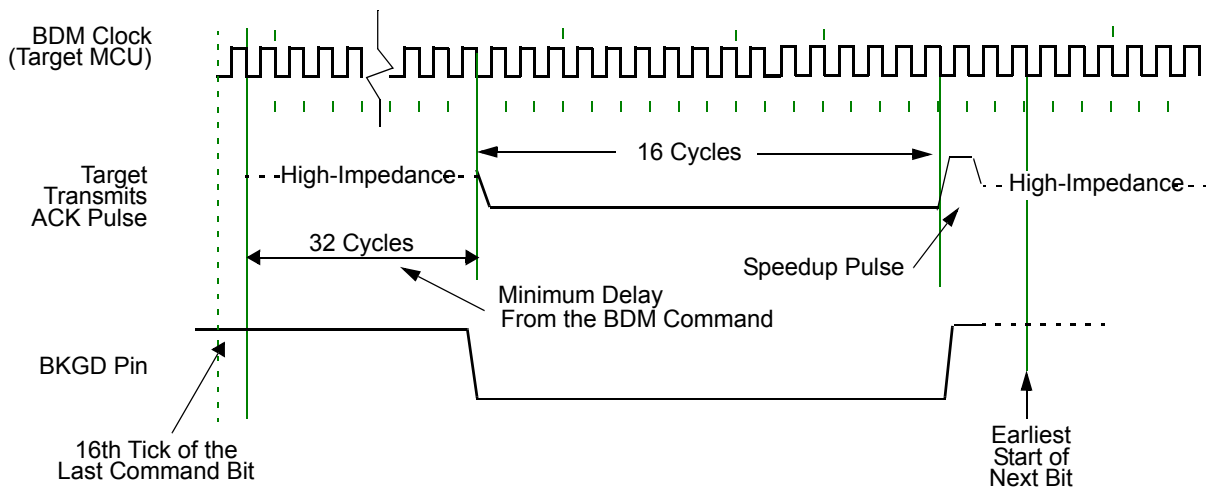 BDM Clock
(Target MCU)
Target
Transmits
ACK Pulse
High-Impedance
16 Cycles
High-Impedance
32 Cycles
Speedup Pulse
Minimum Delay
From the BDM Command
BKGD Pin
16th Tick of the
Last Command Bit
Earliest
Start of
Next Bit